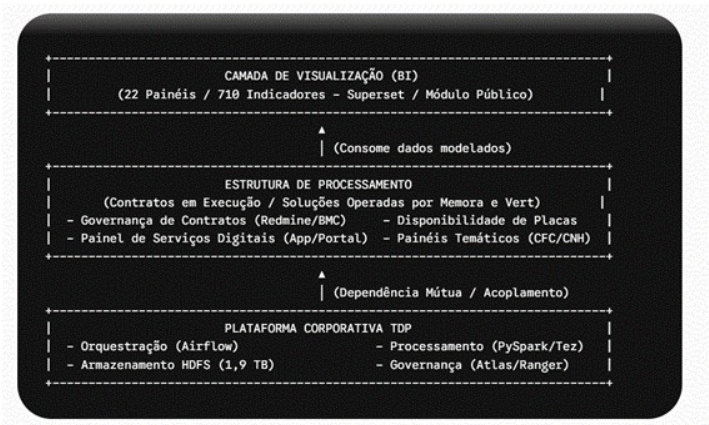 CAMADA DE VISUALIZAÇÃO (BI)
(22 Painéis / 710 Indicadores - Superset / Módulo Público)
(Consome dados modelados)
ESTRUTURA DE PROCESSAMENTO
(Contratos em Execução / Soluções Operadas por Memora e Vert)
- Governança de Contratos (Redmine/BMC) - Disponibilidade de Placas
- Painel de Serviços Digitais (App/Portal) - Painéis Temáticos (CFC/CNH)
(Dependência Mútua / Acoplamento)
PLATAFORMA CORPORATIVA TDP
- Orquestração (Airflow) - Processamento (PySpark/Tez)
- Armazenamento HDFS (1,9 TB) - Governança (Atlas/Ranger)